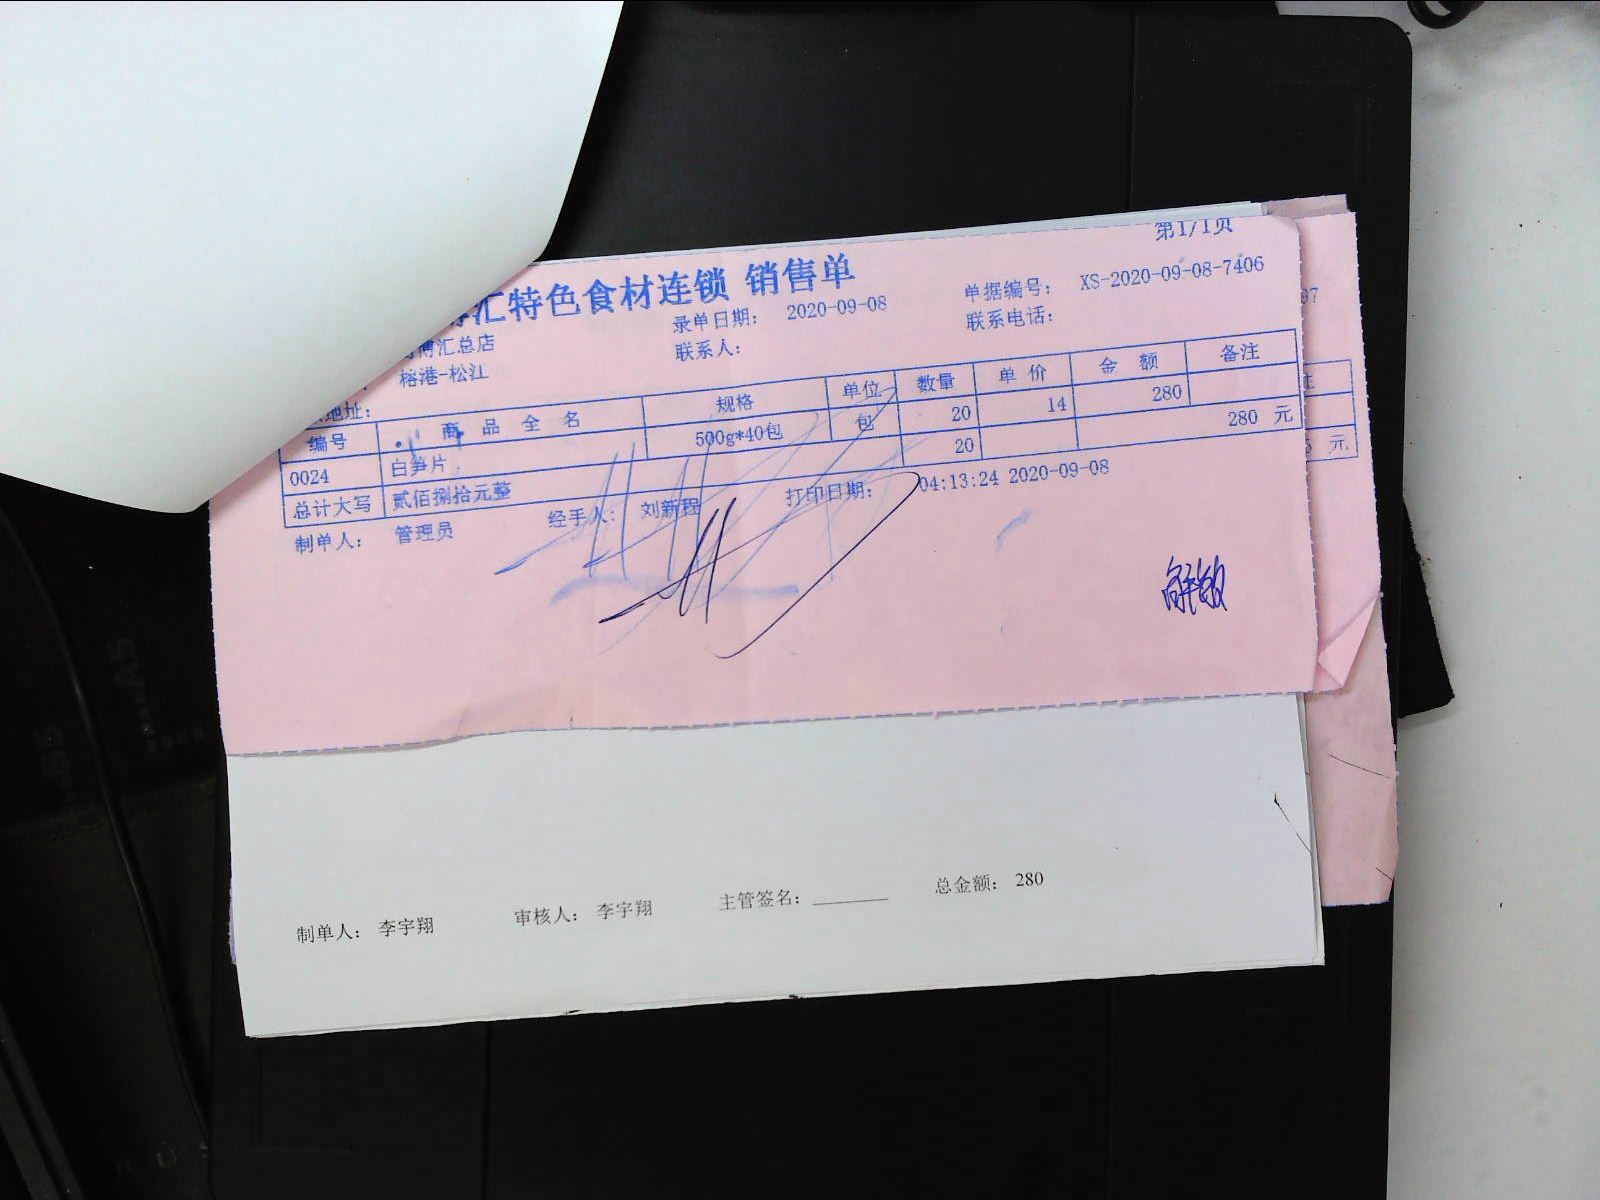 第1/1页
汇特色食材连锁 销售单
录单日期： 2020-09-08
单据编号： XS-2020-09-08-7406
博汇总店
联系人：
联系电话：
榕港-松江
地址：
编号 商品全名 规格 单位 数量 单价 金额 备注
0024 白笋片 500g*40包 包 20 14 280
总计大写 贰佰捌拾元整 20 280 元
制单人： 管理员 经手人： 刘新程 打印日期： 04:13:24 2020-09-08
元
制单人： 李宇翔 审核人： 李宇翔 主管签名：________ 总金额： 280